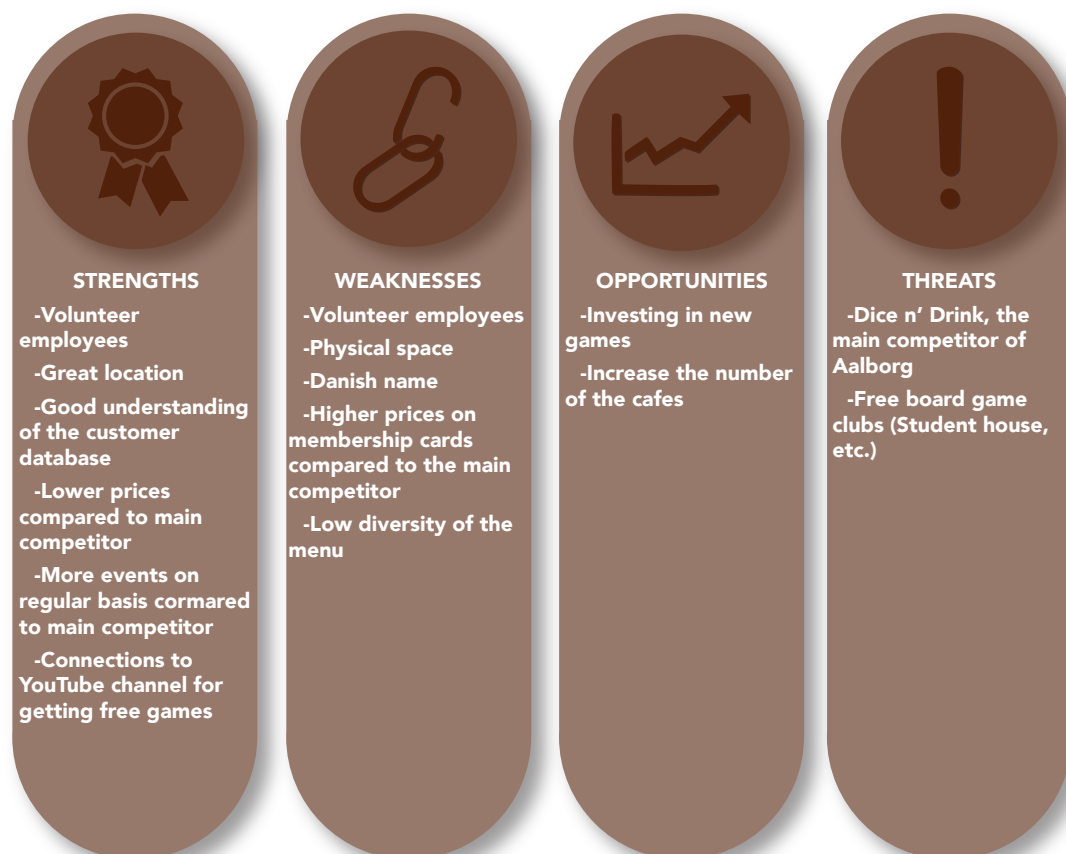 STRENGTHS
-Volunteer
employees
-Great location
-Good understanding
of the customer
database
-Lower prices
compared to main
competitor
-More events on
regular basis cormared
to main competitor
-Connections to
YouTube channel for
getting free games
WEAKNESSES
-Volunteer employees
-Physical space
-Danish name
-Higher prices on
membership cards
compared to the main
competitor
-Low diversity of the
menu
OPPORTUNITIES
-Investing in new
games
-Increase the number
of the cafes
THREATS
-Dice n’ Drink, the
main competitor of
Aalborg
-Free board game
clubs (Student house,
etc.)